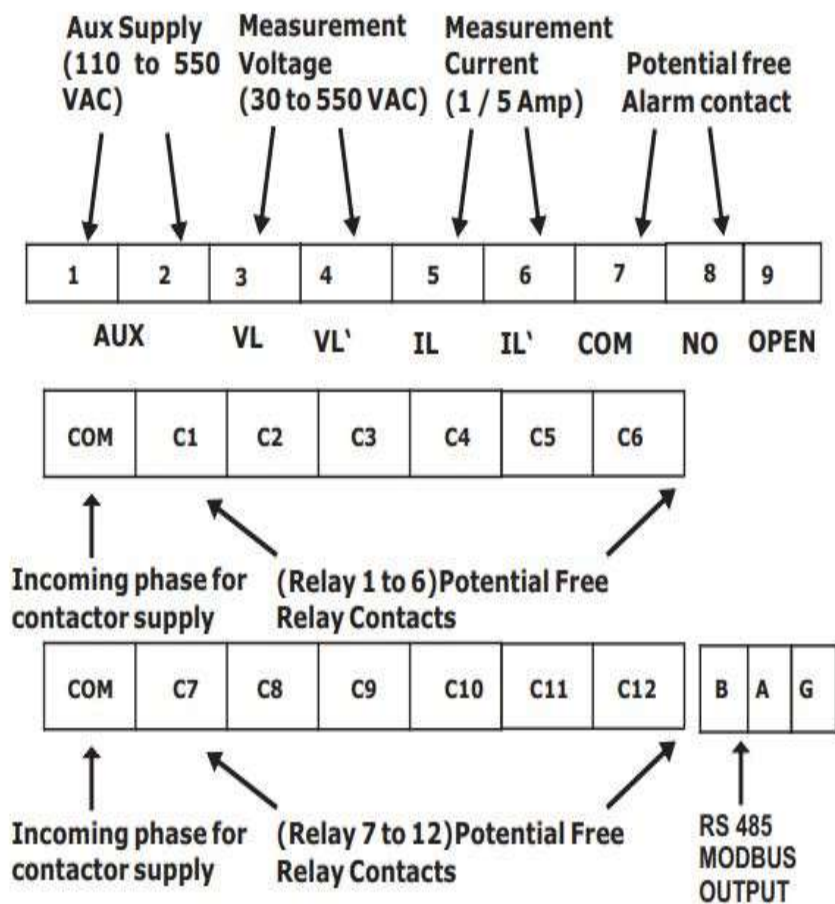 Aux Supply
(110 to 550
VAC)
Measurement
Voltage
(30 to 550 VAC)
Measurement
Current
(1 / 5 Amp)
Potential free
Alarm contact
1 2 3 4 5 6 7 8 9
AUX VL VL' IL IL' COM NO OPEN
COM C1 C2 C3 C4 C5 C6
Incoming phase for
contactor supply
(Relay 1 to 6)Potential Free
Relay Contacts
COM C7 C8 C9 C10 C11 C12 B A G
Incoming phase for
contactor supply
(Relay 7 to 12)Potential Free
Relay Contacts
RS 485
MODBUS
OUTPUT